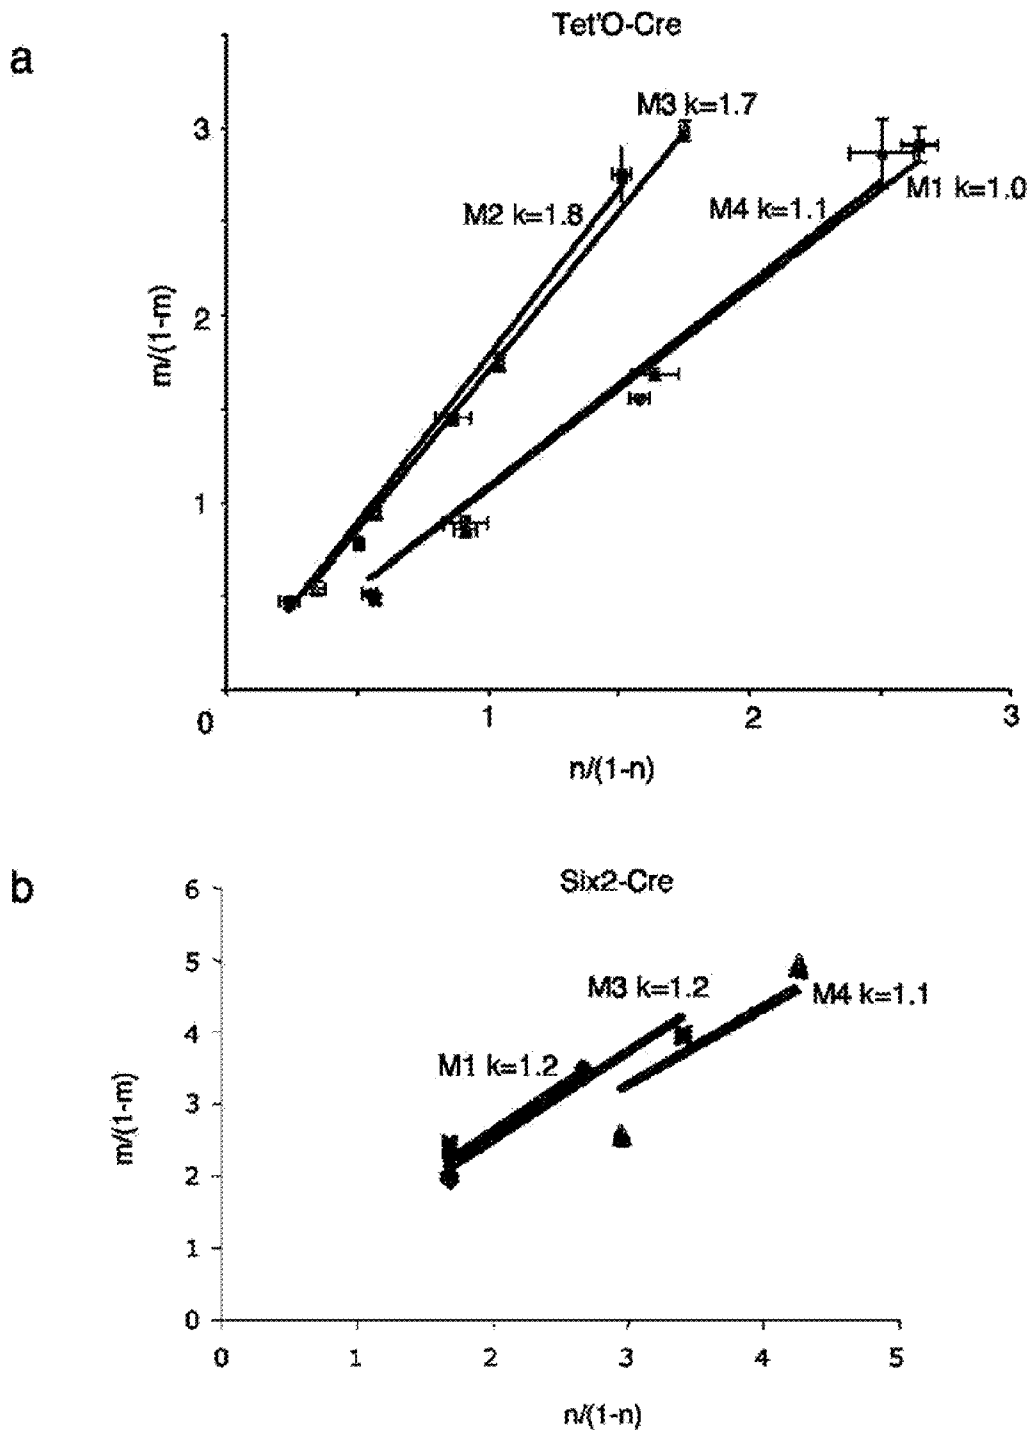 a
Tet'O-Cre
M3 k=1.7
3
M1 k=1.0
M2 k=1.8
M4 k=1.1
m/(1-m)
2
1
0
1
2
3
n/(1-n)
b
Six2-Cre
6
5
M3 k=1.2
M4 k=1.1
4
M1 k=1.2
m/(1-m)
3
2
1
0
0
1
2
3
4
5
n/(1-n)